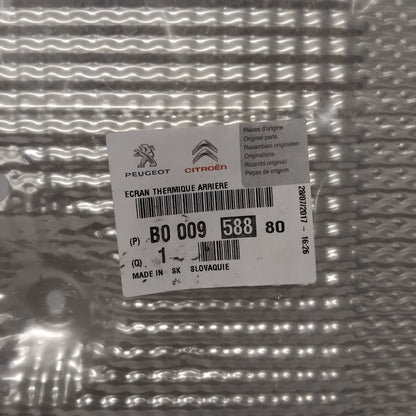 PEUGEOT
CITROËN
Pièces d'origine
Original parts
Recambios originales
Originalteile
Ricambi originali
Peças de origem
ECRAN THERMIQUE ARRIERE
(P) B0 009 588 80
(Q) 1
MADE IN SK SLOVAQUIE
26/07/2017 - 16:26